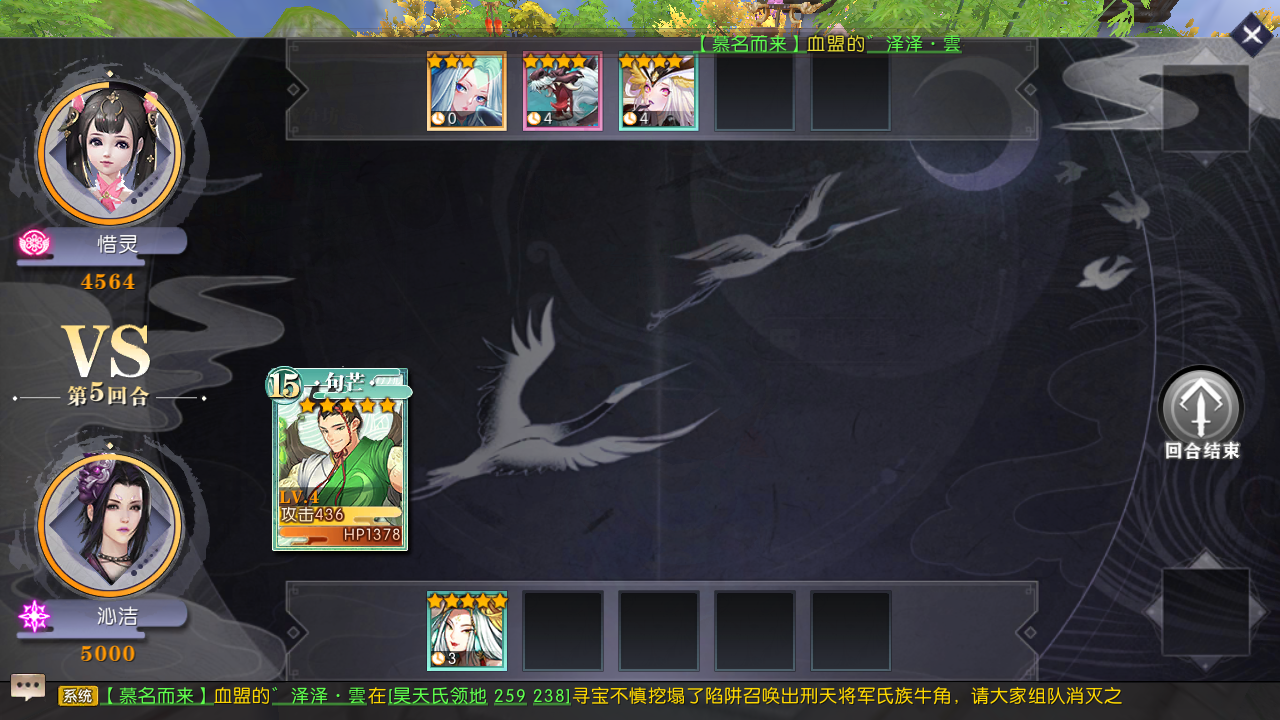 【慕名而来】血盟的゛泽泽·雲
0
4
4
惜灵
4564
VS
第5回合
15
句芒
LV.4
攻击436
HP1378
回合结束
沁洁
5000
3
系统【慕名而来】血盟的゛泽泽·雲在[昊天氏领地 259 238]寻宝不慎挖塌了陷阱召唤出刑天将军氏族牛角，请大家组队消灭之